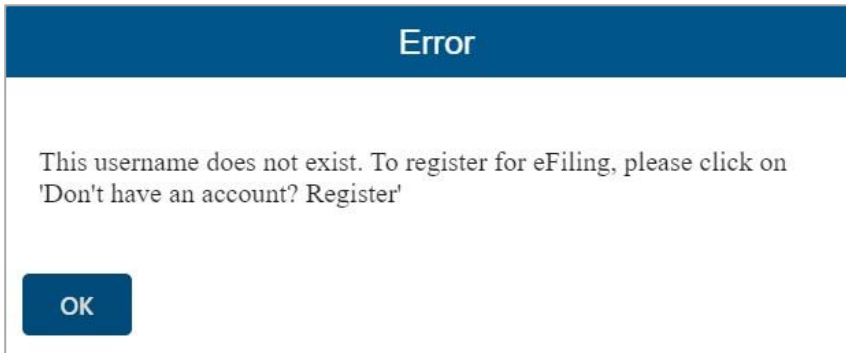 Error
This username does not exist. To register for eFiling, please click on
'Don't have an account? Register'
OK